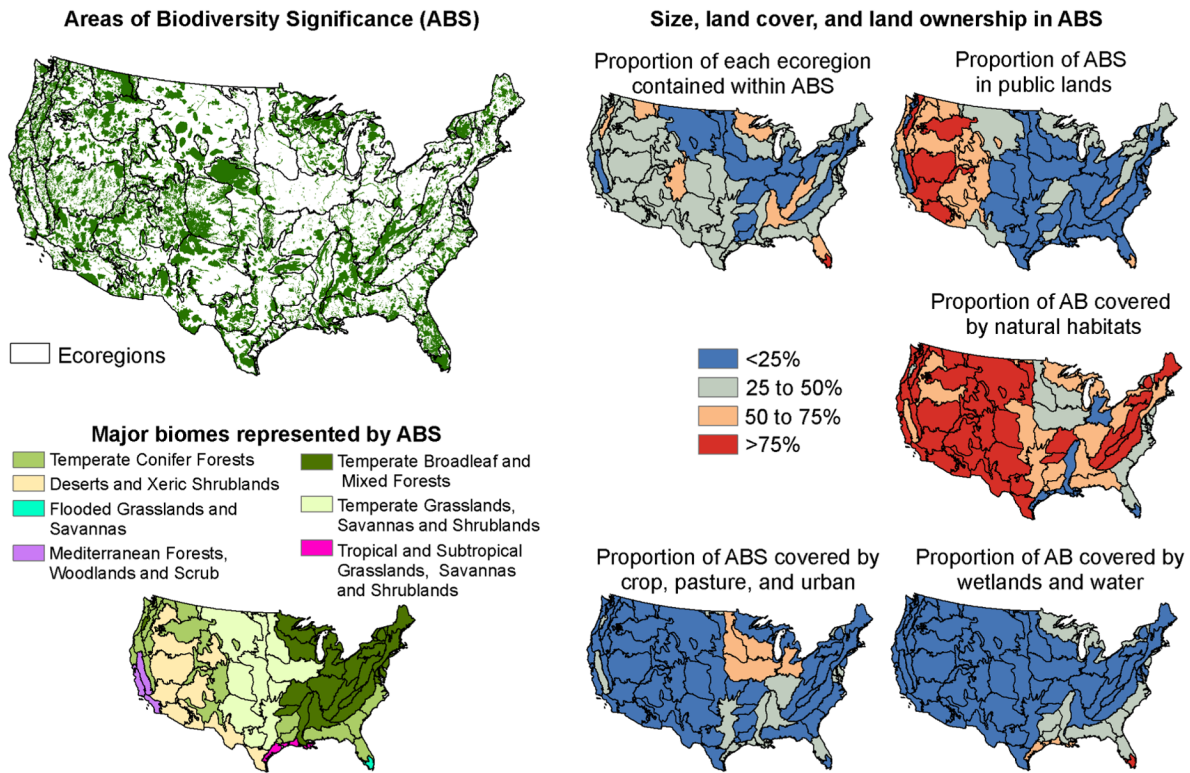 Areas of Biodiversity Significance (ABS)
Ecoregions
Major biomes represented by ABS
Temperate Conifer Forests
Deserts and Xeric Shrublands
Flooded Grasslands and
Savannas
Mediterranean Forests,
Woodlands and Scrub
Temperate Broadleaf and
Mixed Forests
Temperate Grasslands,
Savannas and Shrublands
Tropical and Subtropical
Grasslands, Savannas
and Shrublands
Size, land cover, and land ownership in ABS
Proportion of each ecoregion
contained within ABS
Proportion of ABS
in public lands
Proportion of AB covered
by natural habitats
<25%
25 to 50%
50 to 75%
>75%
Proportion of ABS covered by
crop, pasture, and urban
Proportion of AB covered by
wetlands and water